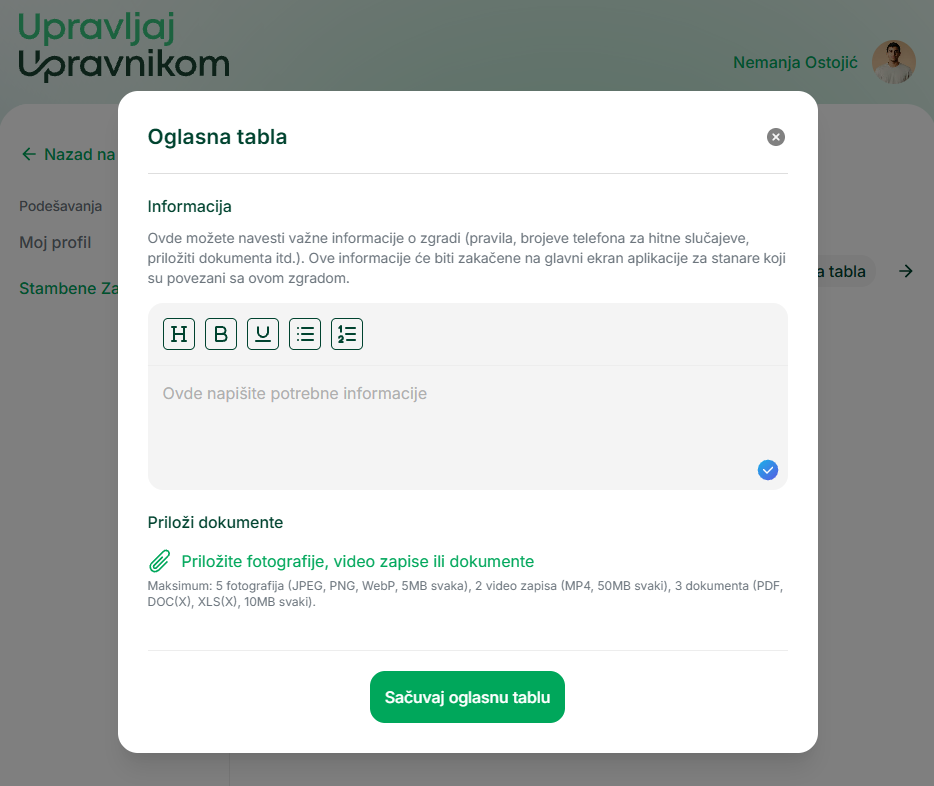 Upravljaj
Upravnikom
Nemanja Ostojić
Oglasna tabla
Nazad na
Informacija
Podešavanja
Ovde možete navesti važne informacije o zgradi (pravila, brojeve telefona za hitne slučajeve,
Moj profil
priložiti dokumenta itd.). Ove informacije će biti zakačene na glavni ekran aplikacije za stanare koji
a tabla
su povezani sa ovom zgradom.
Stambene Za
H B U
Ovde napišite potrebne informacije
Priloži dokumente
Priložite fotografije, video zapise ili dokumente
Maksimum: 5 fotografija (JPEG, PNG, WebP, 5MB svaka), 2 video zapisa (MP4, 50MB svaki), 3 dokumenta (PDF,
DOC(X), XLS(X), 10MB svaki).
Sačuvaj oglasnu tablu